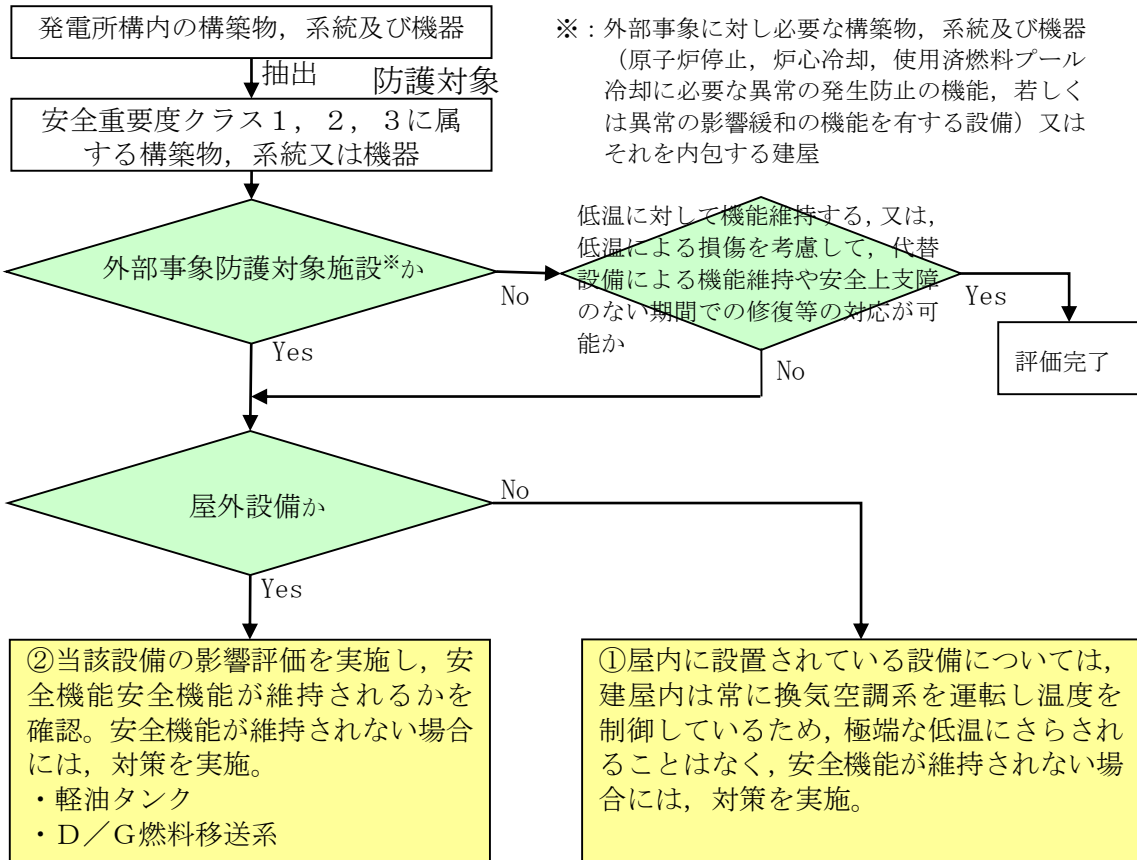 発電所構内の構築物，系統及び機器
抽出
防護対象
安全重要度クラス１，２，３に属
する構築物，系統又は機器
※：外部事象に対し必要な構築物，系統及び機器
（原子炉停止，炉心冷却，使用済燃料プール
冷却に必要な異常の発生防止の機能，若しく
は異常の影響緩和の機能を有する設備）又は
それを内包する建屋
外部事象防護対象施設※か
No
低温に対して機能維持する，又は，
低温による損傷を考慮して，代替
設備による機能維持や安全上支障
のない期間での修復等の対応が可
能か
Yes
評価完了
Yes
No
屋外設備か
No
Yes
②当該設備の影響評価を実施し，安
全機能安全機能が維持されるかを
確認。安全機能が維持されない場合
には，対策を実施。
・軽油タンク
・Ｄ／Ｇ燃料移送系
①屋内に設置されている設備については，
建屋内は常に換気空調系を運転し温度を
制御しているため，極端な低温にさらされ
ることはなく，安全機能が維持されない場
合には，対策を実施。